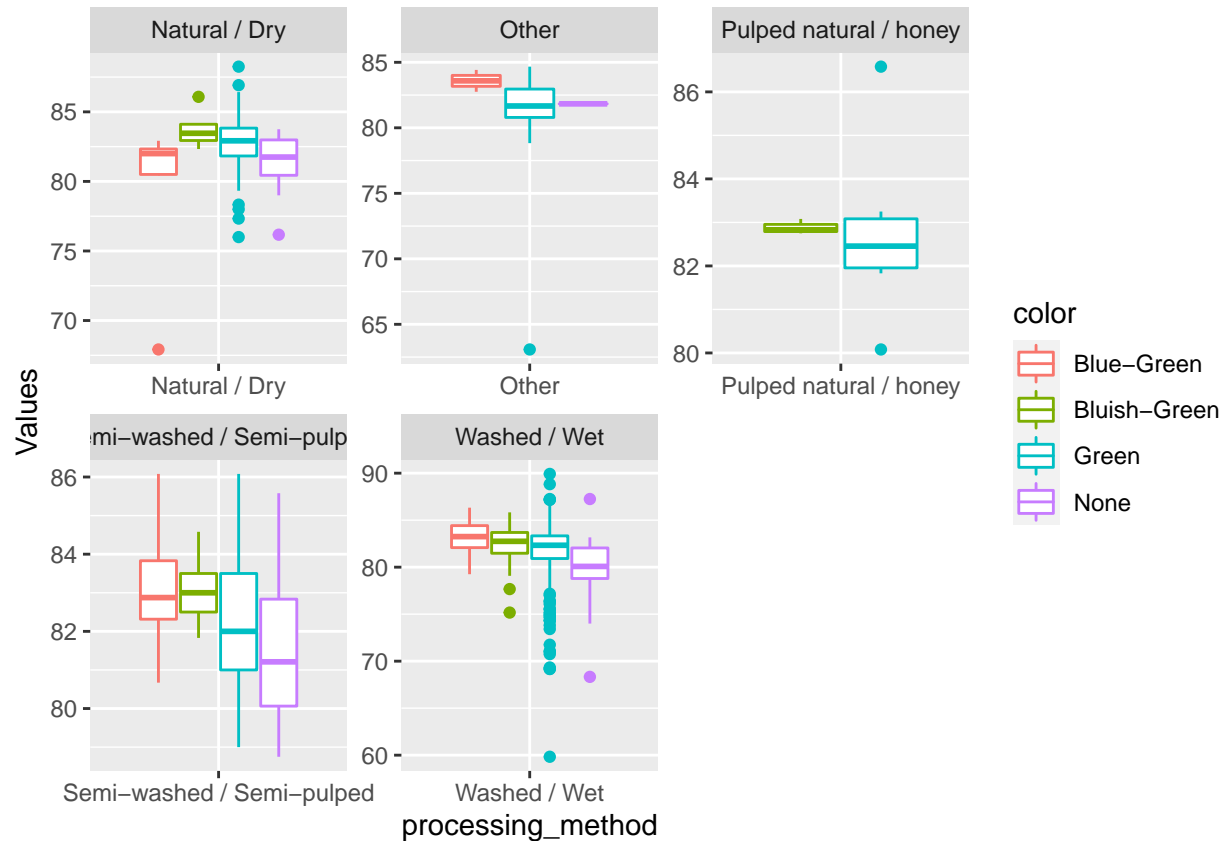 Natural / Dry
Other
Pulped natural / honey
85
80
75
70
85
80
75
70
65
86
84
82
80
Natural / Dry
Other
Pulped natural / honey
Values
emi−washed / Semi−pulp
Washed / Wet
86
84
82
80
90
80
70
60
Semi−washed / Semi−pulped
Washed / Wet
processing_method
color
Blue−Green
Bluish−Green
Green
None